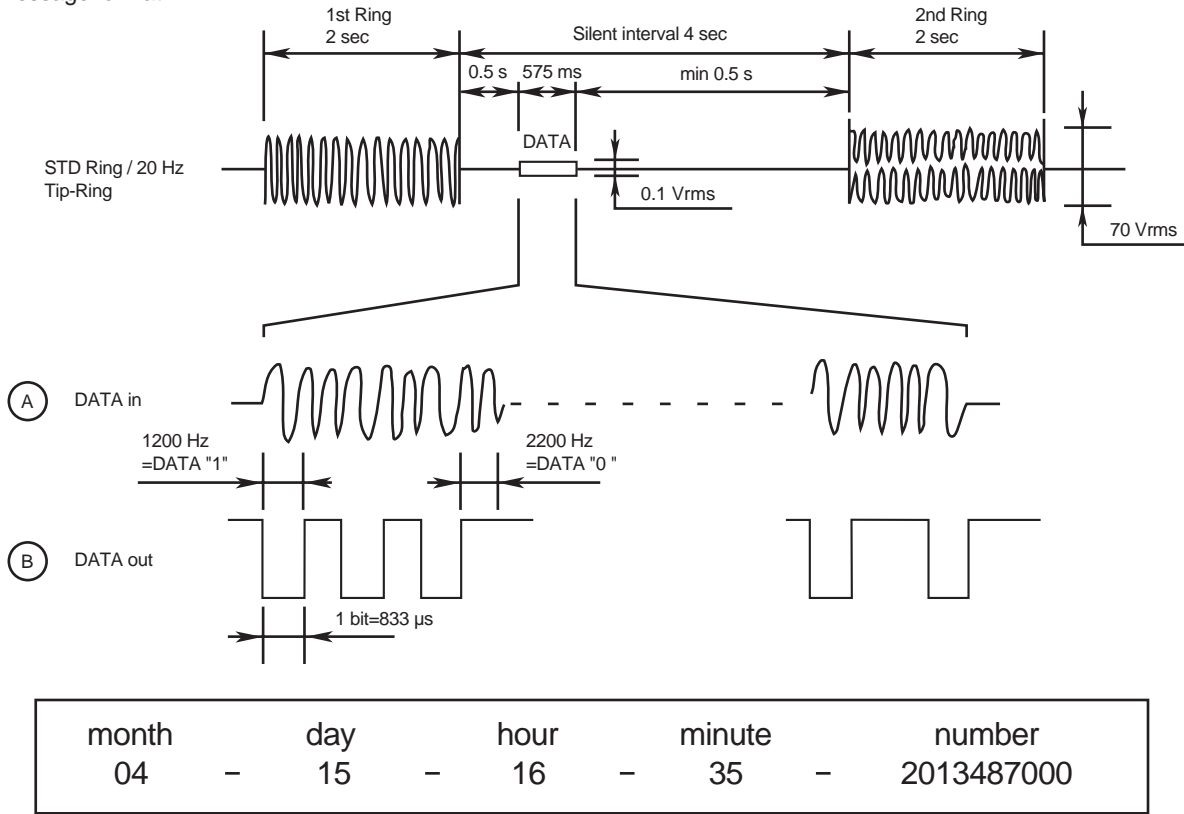 1st Ring
2 sec
Silent interval 4 sec
2nd Ring
2 sec
0.5 s 575 ms min 0.5 s
DATA
STD Ring / 20 Hz
Tip-Ring
0.1 Vrms
70 Vrms
A DATA in
1200 Hz
=DATA "1"
2200 Hz
=DATA "0 "
B DATA out
1 bit=833 µs
month day hour minute number
04 – 15 – 16 – 35 – 2013487000